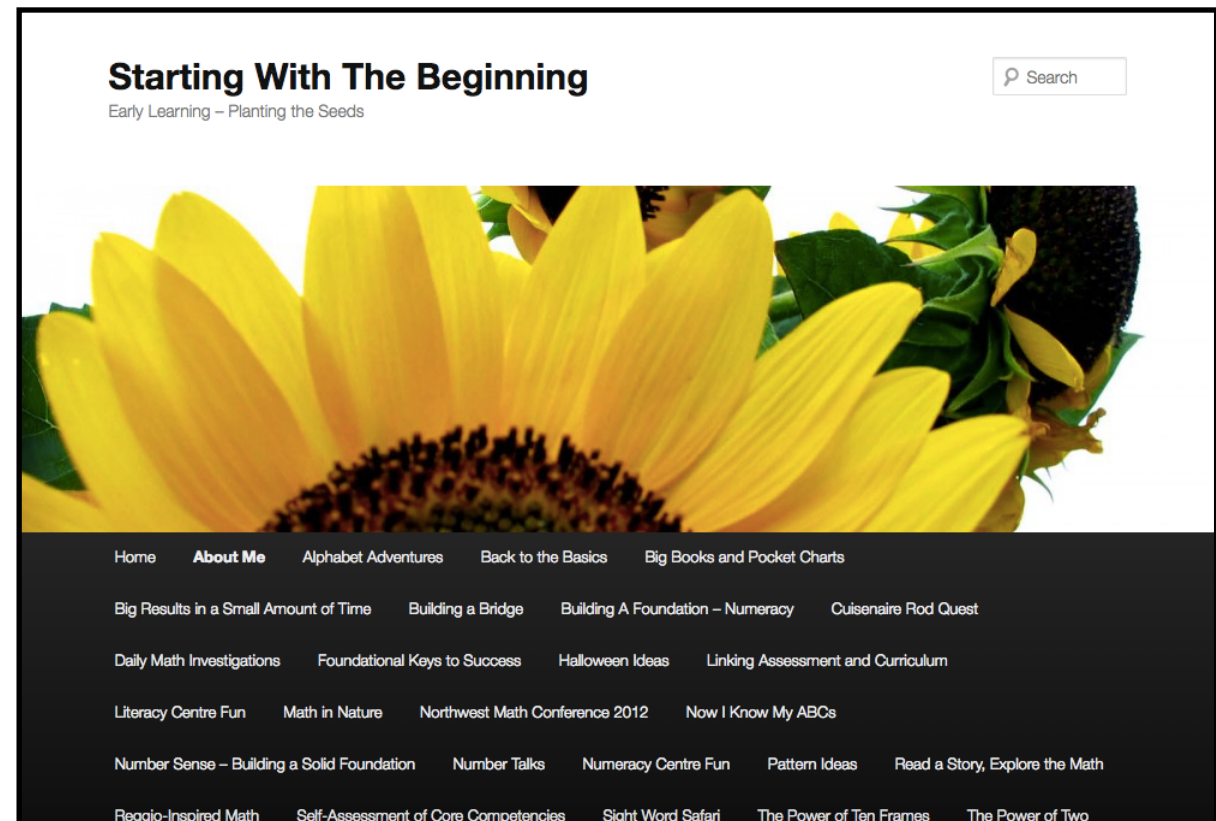 Starting With The Beginning
Search
Early Learning – Planting the Seeds
Home About Me Alphabet Adventures Back to the Basics Big Books and Pocket Charts
Big Results in a Small Amount of Time Building a Bridge Building A Foundation – Numeracy Cuisenaire Rod Quest
Daily Math Investigations Foundational Keys to Success Halloween Ideas Linking Assessment and Curriculum
Literacy Centre Fun Math in Nature Northwest Math Conference 2012 Now I Know My ABCs
Number Sense – Building a Solid Foundation Number Talks Numeracy Centre Fun Pattern Ideas Read a Story, Explore the Math
Reggio-Inspired Math Self-Assessment of Core Competencies Sight Word Safari The Power of Ten Frames The Power of Two